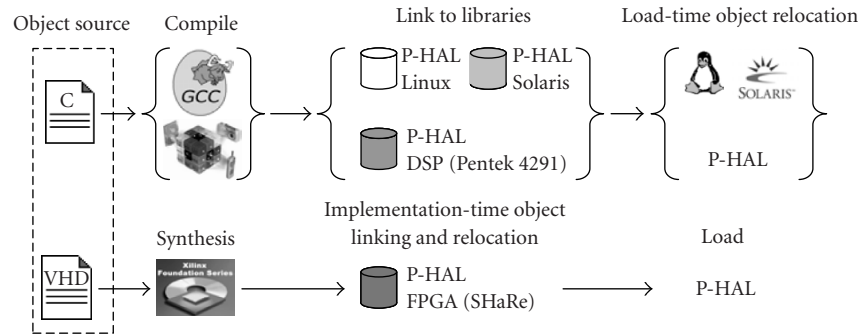 Object source
Compile
Link to libraries
Load-time object relocation
C
GCC
P-HAL
Linux
P-HAL
Solaris
P-HAL
DSP (Pentek 4291)
SOLARIS™
P-HAL
Implementation-time object
linking and relocation
Synthesis
Load
VHD
Xilinx
Foundation Series
P-HAL
FPGA (SHaRe)
P-HAL